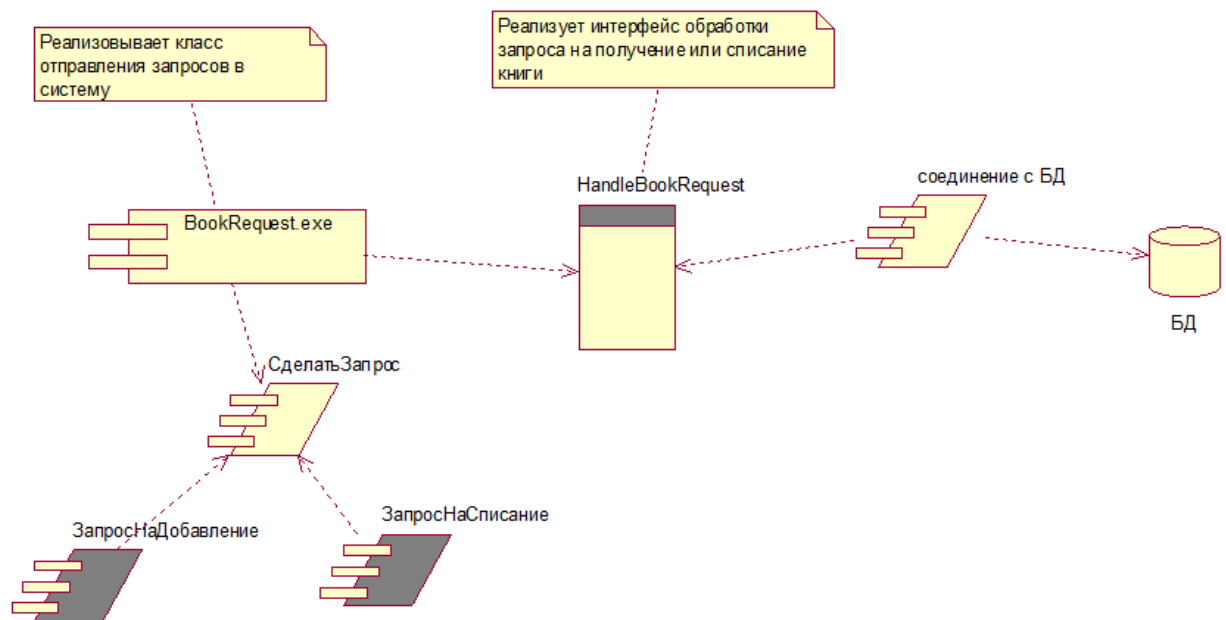 Реализовывает класс
отправления запросов в
систему
Реализует интерфейс обработки
запроса на получение или списание
книги
BookRequest.exe
HandleBookRequest
соединение с БД
БД
СделатьЗапрос
ЗапросНаДобавление
ЗапросНаСписание